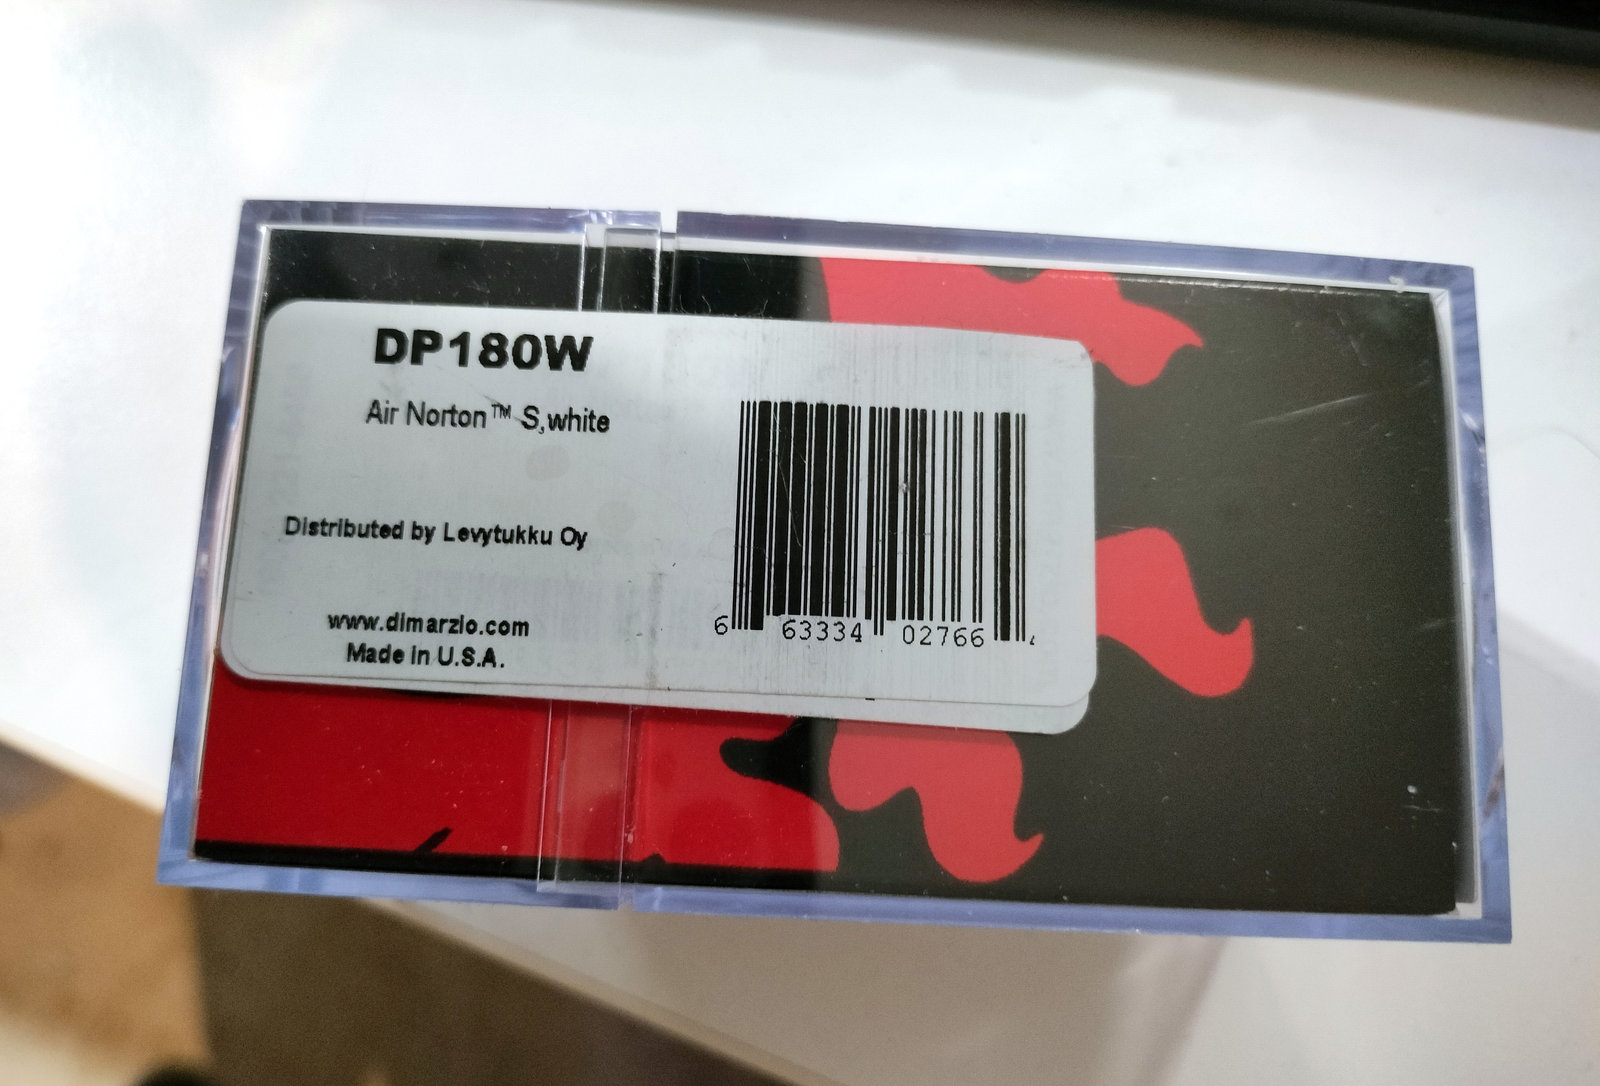 DP180W
Air Norton™ S,white
Distributed by Levytukku Oy
www.dimarzio.com
Made in U.S.A.
6 63334 02766